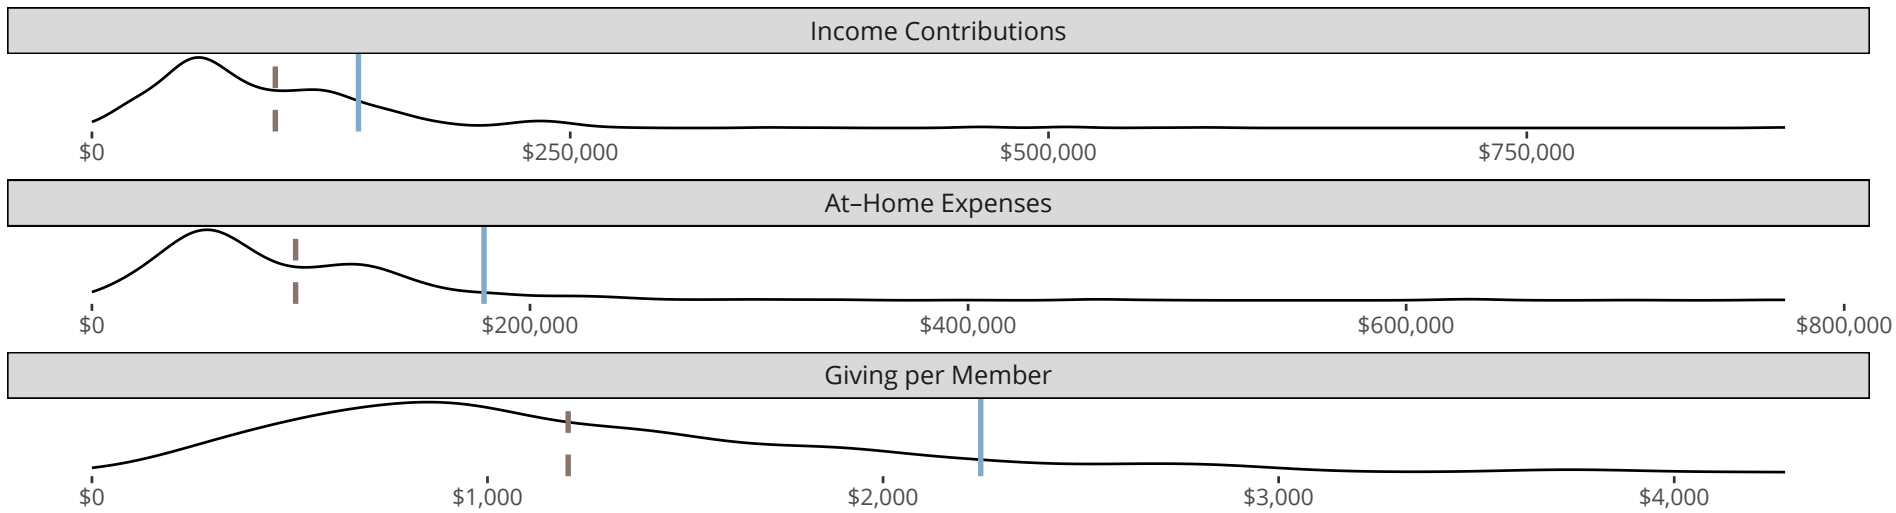 Income Contributions
$0 $250,000 $500,000 $750,000
At–Home Expenses
$0 $200,000 $400,000 $600,000 $800,000
Giving per Member
$0 $1,000 $2,000 $3,000 $4,000